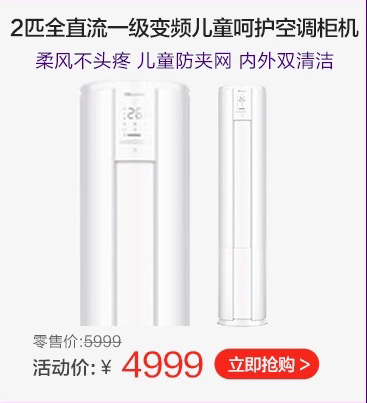 2匹全直流一级变频儿童呵护空调柜机
柔风不头疼 儿童防夹网 内外双清洁
26
零售价:5999
活动价:￥4999
立即抢购>